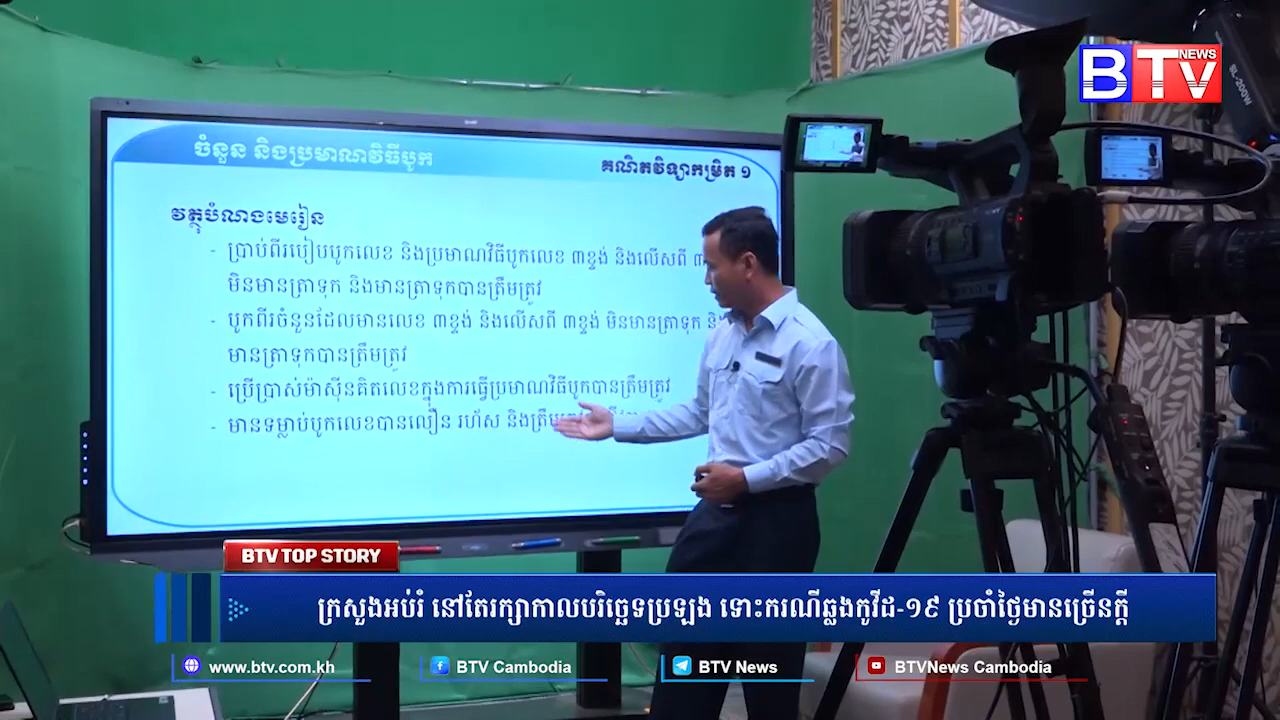 BTV NEWS
SL-200W
ចំនួន និងប្រមាណវិធីបូក
គណិតវិទ្យាកម្រិត ១
វត្ថុបំណងមេរៀន
- ប្រាប់ពីរបៀបបូកលេខ និងប្រមាណវិធីបូកលេខ ៣ខ្ទង់ និងលើសពី ៣
មិនមានត្រាទុក និងមានត្រាទុកបានត្រឹមត្រូវ
- បូកពីរចំនួនដែលមានលេខ ៣ខ្ទង់ និងលើសពី ៣ខ្ទង់ មិនមានត្រាទុក និង
មានត្រាទុកបានត្រឹមត្រូវ
- ប្រើប្រាស់ម៉ាស៊ីនគិតលេខក្នុងការធ្វើប្រមាណវិធីបូកបានត្រឹមត្រូវ
- មានទម្លាប់បូកលេខបានលឿន រហ័ស
BTV TOP STORY
ក្រសួងអប់រំ នៅតែរក្សាកាលបរិច្ឆេទប្រឡង ទោះករណីឆ្លងកូវីដ-១៩ ប្រចាំថ្ងៃមានច្រើនក្តី
www.btv.com.kh
BTV Cambodia
BTV News
BTVNews Cambodia